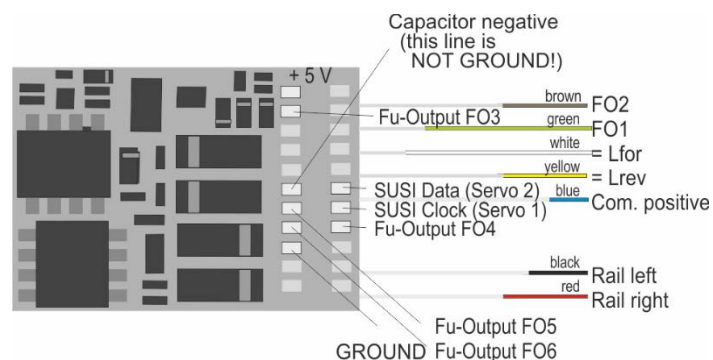 Capacitor negative
(this line is
NOT GROUND!)
+ 5 V
brown FO2
Fu-Output FO3
green FO1
white = Lfor
yellow = Lrev
SUSI Data (Servo 2)
blue Com. positive
SUSI Clock (Servo 1)
Fu-Output FO4
black Rail left
red Rail right
Fu-Output FO5
GROUND Fu-Output FO6